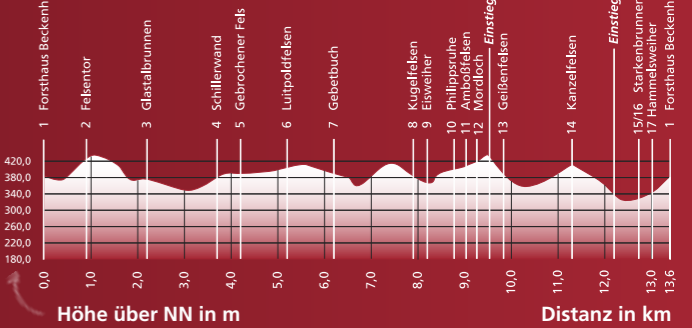 1 Forsthaus Beckenh
2 Felsentor
3 Glastalbrunnen
4 Schillerwand
5 Gebrochener Fels
6 Luitpoldfelsen
7 Gebetbuch
8 Kugelfelsen
9 Eisweiher
10 Philippsruhe
11 Amboßfelsen
12 Mordloch
Einstieg
13 Geißenfelsen
14 Kanzelfelsen
Einstieg
15/16 Starkenbrunnen
17 Hammelsweiher
1 Forsthaus Beckenh
420,0
380,0
340,0
300,0
260,0
220,0
180,0
0,0 1,0 2,0 3,0 4,0 5,0 6,0 7,0 8,0 9,0 10,0 11,0 12,0 13,0 13,6
Höhe über NN in m
Distanz in km